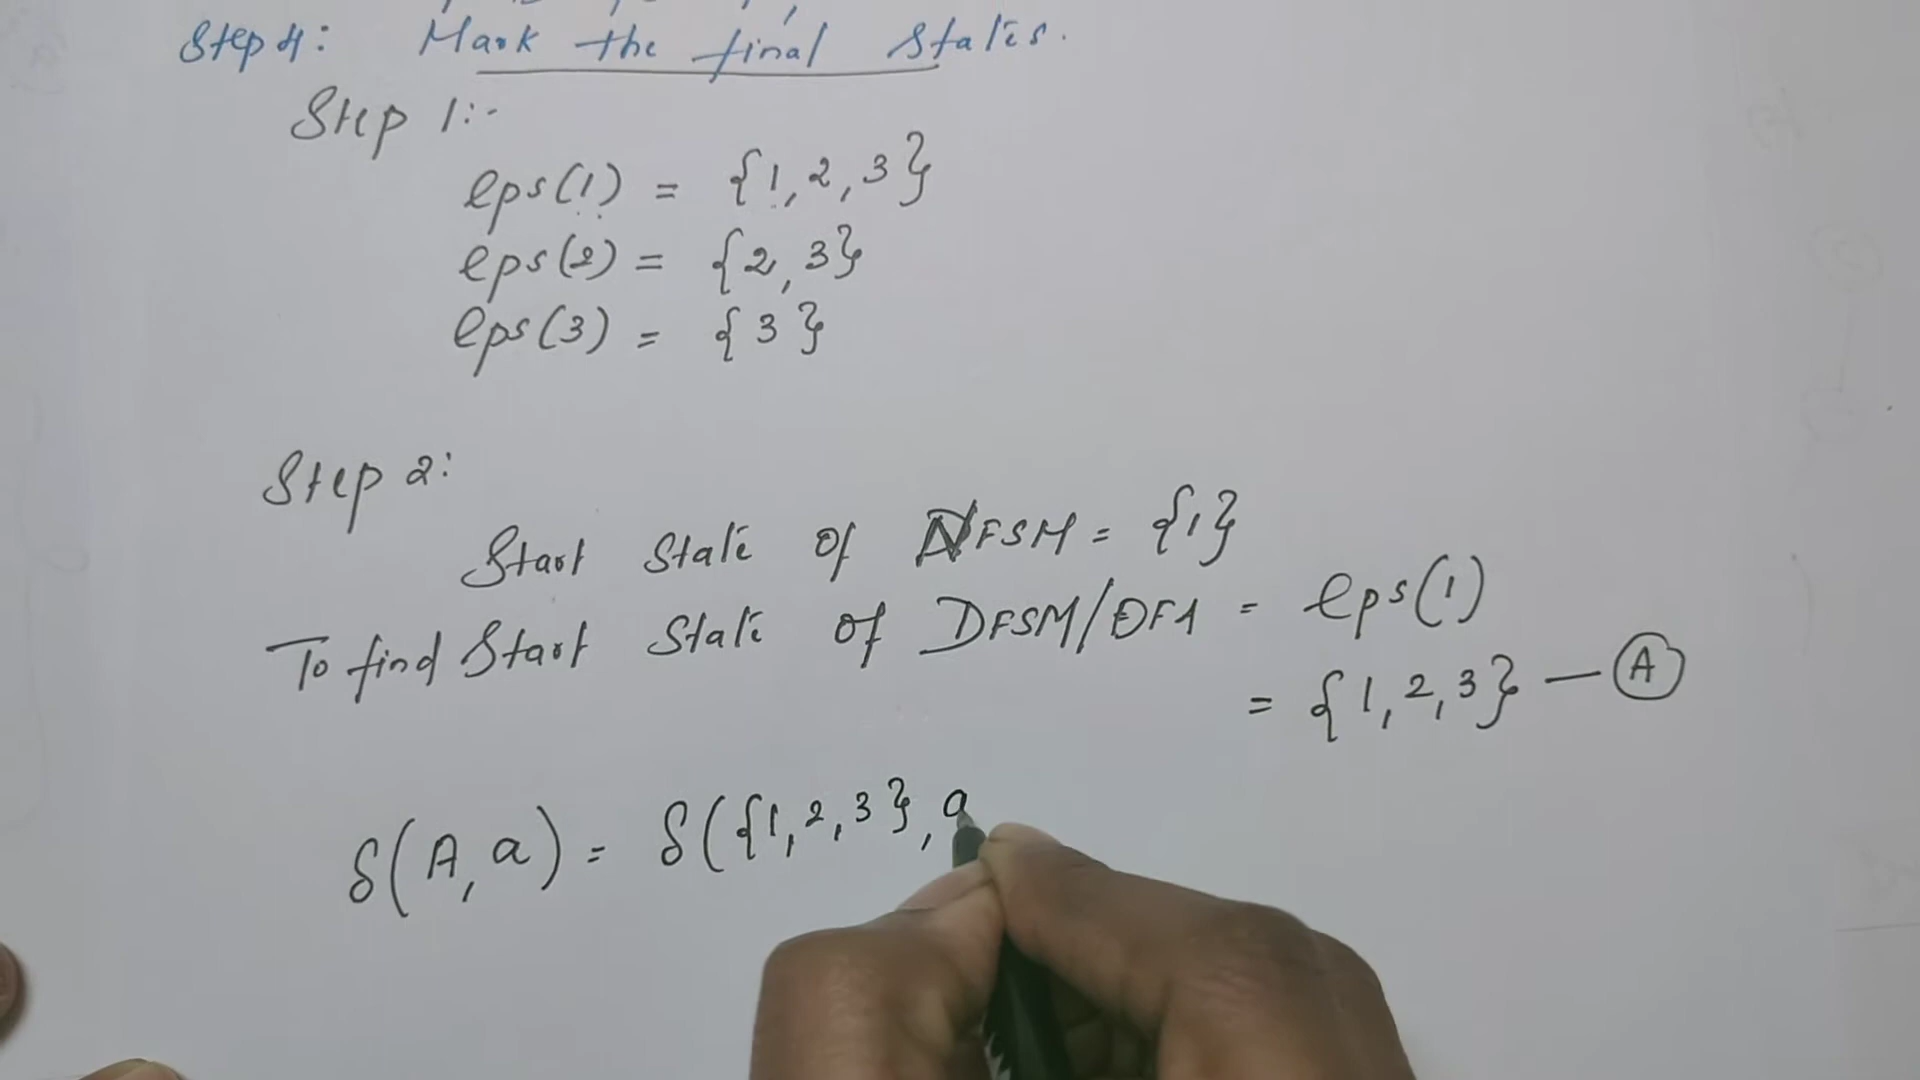 Step 4: Mark the final States.
Step 1:-
eps(1) = {1, 2, 3}
eps(2) = {2, 3}
eps(3) = {3}
Step 2:
Start State of NFSM = {1}
To find Start State of DFSM/DFA = eps(1)
= {1, 2, 3} — A
δ(A, a) = δ({1, 2, 3}, a